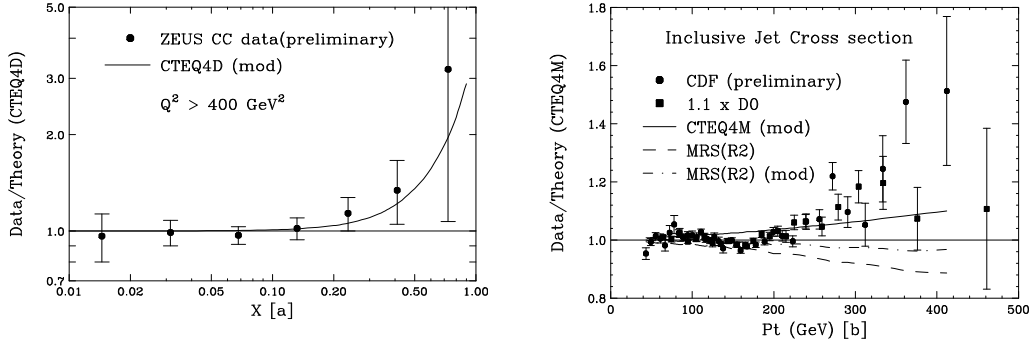 Data/Theory (CTEQ4D)
5.0
3.0
2.0
1.0
0.7
ZEUS CC data(preliminary)
CTEQ4D (mod)
Q² > 400 GeV²
0.01 0.02 0.05 0.10 0.20 0.50 1.00
X [a]
Data/Theory (CTEQ4M)
1.8
1.6
1.4
1.2
1.0
0.8
Inclusive Jet Cross section
CDF (preliminary)
1.1 x D0
CTEQ4M (mod)
MRS(R2)
MRS(R2) (mod)
0 100 200 300 400 500
Pt (GeV) [b]